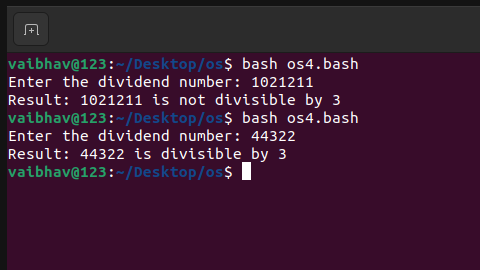 vaibhav@123:~/Desktop/os$ bash os4.bash
Enter the dividend number: 1021211
Result: 1021211 is not divisible by 3
vaibhav@123:~/Desktop/os$ bash os4.bash
Enter the dividend number: 44322
Result: 44322 is divisible by 3
vaibhav@123:~/Desktop/os$